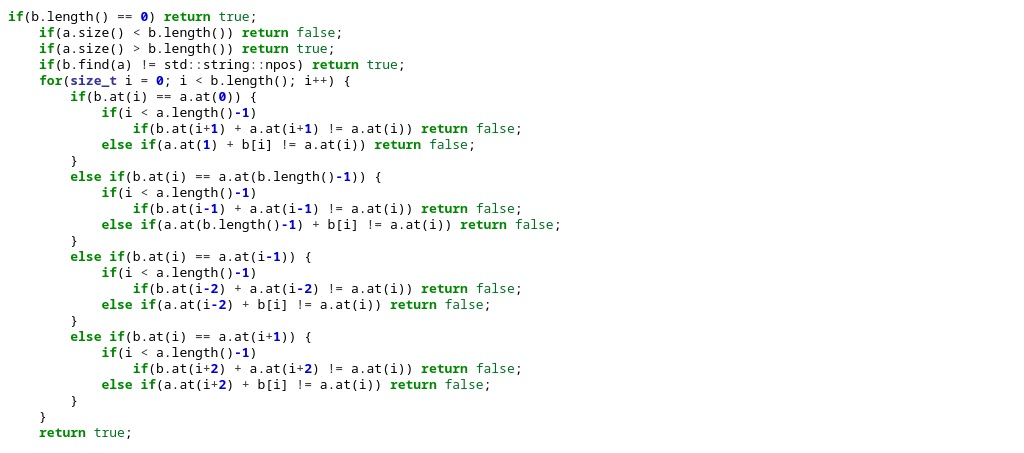 if(b.length() == 0) return true;
    if(a.size() < b.length()) return false;
    if(a.size() > b.length()) return true;
    if(b.find(a) != std::string::npos) return true;
    for(size_t i = 0; i < b.length(); i++) {
        if(b.at(i) == a.at(0)) {
            if(i < a.length()-1)
                if(b.at(i+1) + a.at(i+1) != a.at(i)) return false;
            else if(a.at(1) + b[i] != a.at(i)) return false;
        }
        else if(b.at(i) == a.at(b.length()-1)) {
            if(i < a.length()-1)
                if(b.at(i-1) + a.at(i-1) != a.at(i)) return false;
            else if(a.at(b.length()-1) + b[i] != a.at(i)) return false;
        }
        else if(b.at(i) == a.at(i-1)) {
            if(i < a.length()-1)
                if(b.at(i-2) + a.at(i-2) != a.at(i)) return false;
            else if(a.at(i-2) + b[i] != a.at(i)) return false;
        }
        else if(b.at(i) == a.at(i+1)) {
            if(i < a.length()-1)
                if(b.at(i+2) + a.at(i+2) != a.at(i)) return false;
            else if(a.at(i+2) + b[i] != a.at(i)) return false;
        }
    }
    return true;